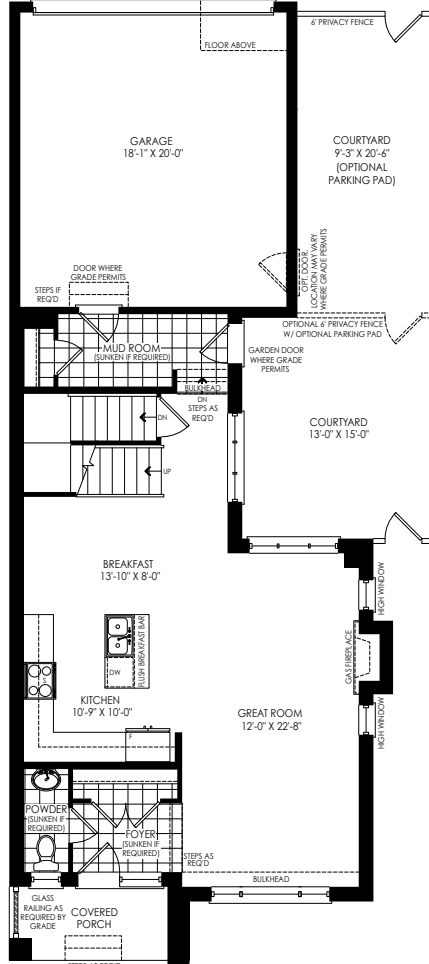 6' PRIVACY FENCE
FLOOR ABOVE
GARAGE
18'-1" X 20'-0"
COURTYARD
9'-3" X 20'-6"
(OPTIONAL
PARKING PAD)
OPT. DOOR.
LOCATION MAY VARY
WHERE GRADE PERMITS
DOOR WHERE
GRADE PERMITS
STEPS IF
REQ'D
OPTIONAL 6' PRIVACY FENCE
W/ OPTIONAL PARKING PAD
MUD ROOM
(SUNKEN IF REQUIRED)
GARDEN DOOR
WHERE GRADE
PERMITS
BULKHEAD
DN
STEPS AS
REQ'D
DN
COURTYARD
13'-0" X 15'-0"
UP
BREAKFAST
13'-10" X 8'-0"
HIGH WINDOW
FLUSH BREAKFAST BAR
DW
GAS FIREPLACE
S
KITCHEN
10'-9" X 10'-0"
GREAT ROOM
12'-0" X 22'-8"
HIGH WINDOW
F
POWDER
(SUNKEN IF
REQUIRED)
FOYER
(SUNKEN IF
REQUIRED)
STEPS AS
REQ'D
BULKHEAD
GLASS
RAILING AS
REQUIRED BY
GRADE
COVERED
PORCH